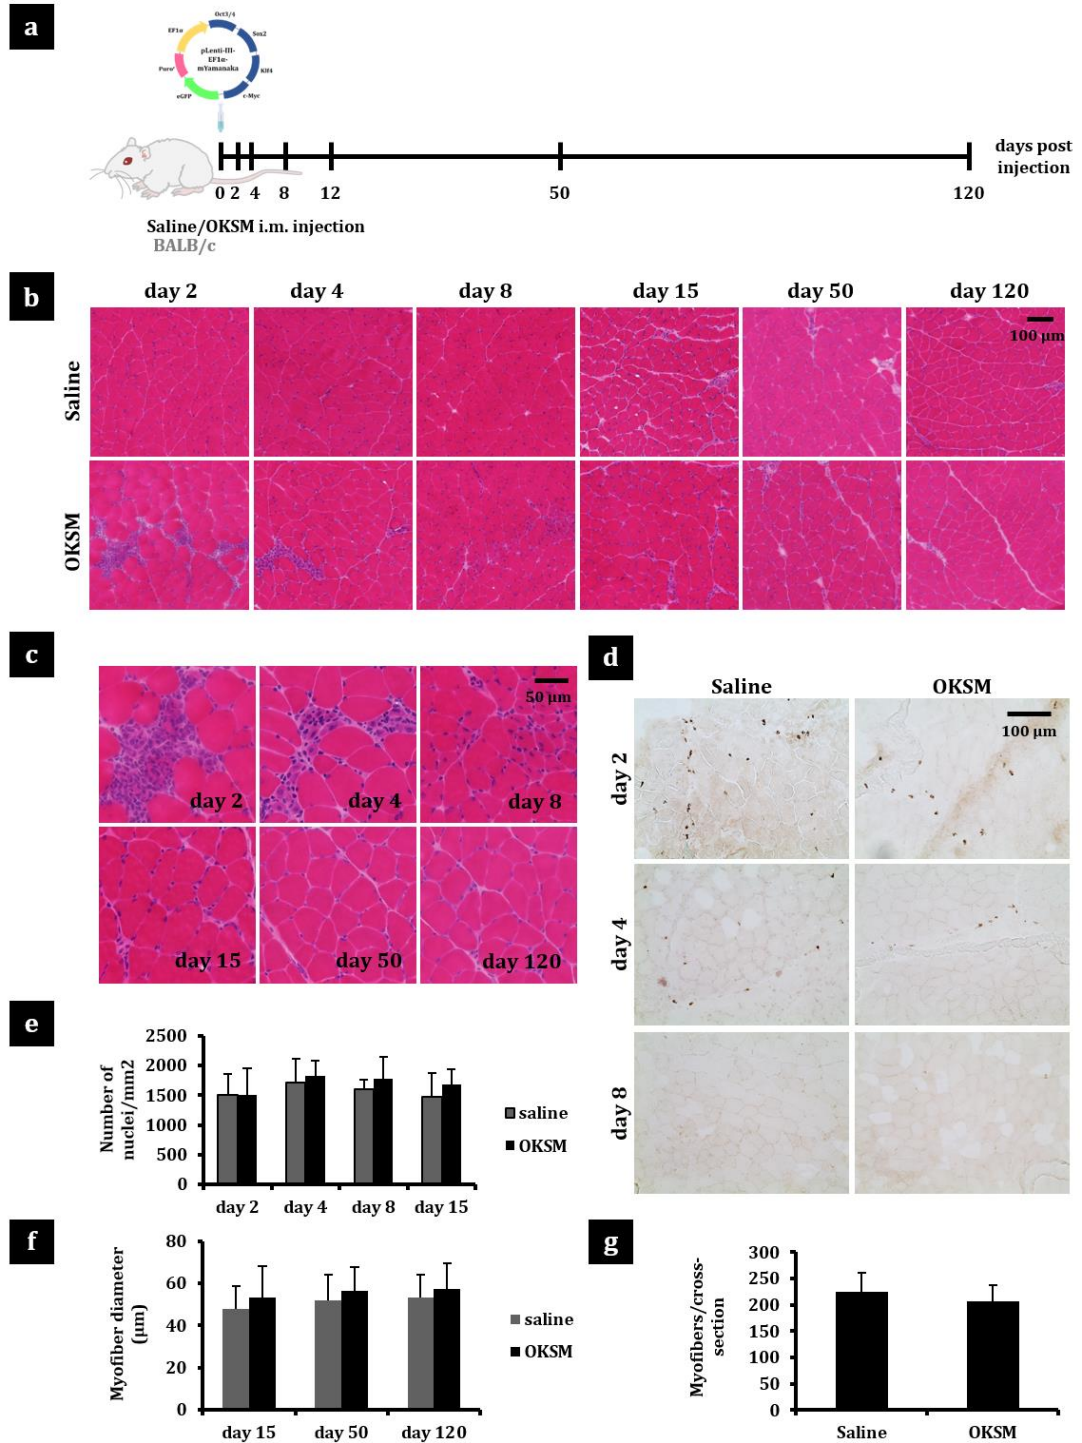 a
Oct3/4
EF1α
Sox2
pLenti-III-
EF1α-
mYamanaka
Puroʳ
Klf4
eGFP
c-Myc
days post
injection
0 2 4 8 12 50 120
Saline/OKSM i.m. injection
BALB/c
b
day 2 day 4 day 8 day 15 day 50 day 120
Saline
100 µm
OKSM
c
50 µm
day 2 day 4 day 8
day 15 day 50 day 120
d
Saline OKSM
day 2
100 µm
day 4
day 8
e
Number of
nuclei/mm2
2500
2000
1500
1000
500
0
day 2 day 4 day 8 day 15
saline
OKSM
f
Myofiber diameter
(µm)
80
60
40
20
0
day 15 day 50 day 120
saline
OKSM
g
Myofibers/cross-
section
300
250
200
150
100
50
0
Saline OKSM